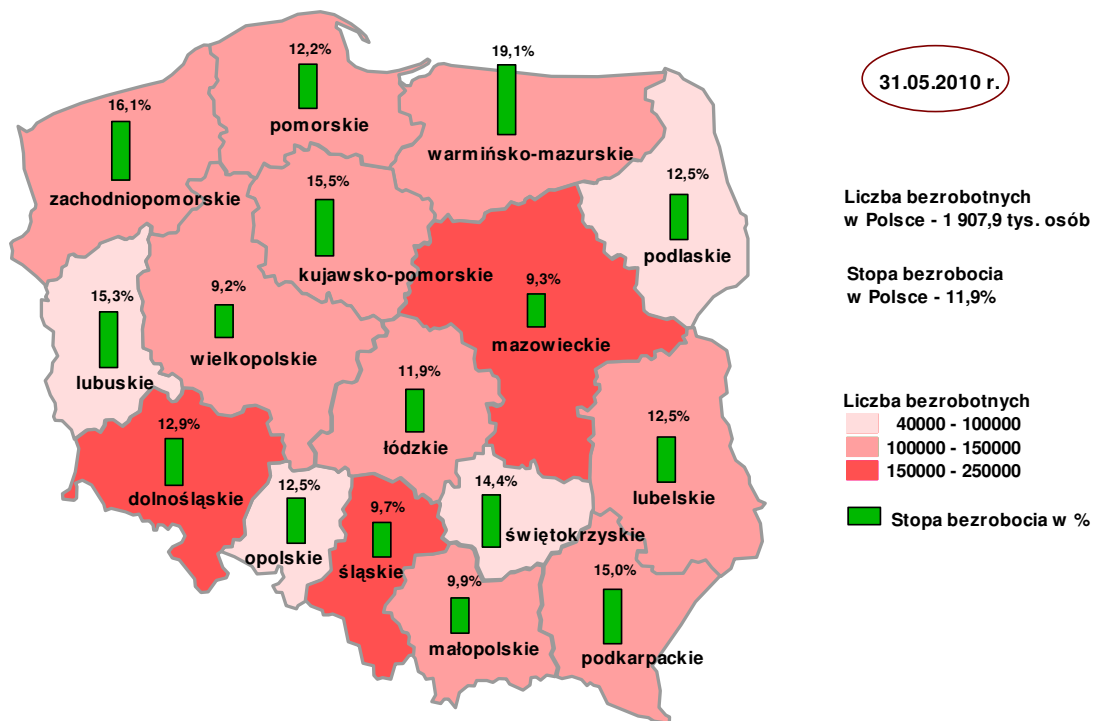 12,2%
pomorskie
19,1%
warmińsko-mazurskie
16,1%
zachodniopomorskie
12,5%
podlaskie
15,5%
kujawsko-pomorskie
9,3%
mazowieckie
15,3%
lubuskie
9,2%
wielkopolskie
11,9%
łódzkie
12,9%
dolnośląskie
12,5%
lubelskie
12,5%
opolskie
9,7%
śląskie
14,4%
świętokrzyskie
9,9%
małopolskie
15,0%
podkarpackie
31.05.2010 r.
Liczba bezrobotnych
w Polsce - 1 907,9 tys. osób
Stopa bezrobocia
w Polsce - 11,9%
Liczba bezrobotnych
40000 - 100000
100000 - 150000
150000 - 250000
Stopa bezrobocia w %